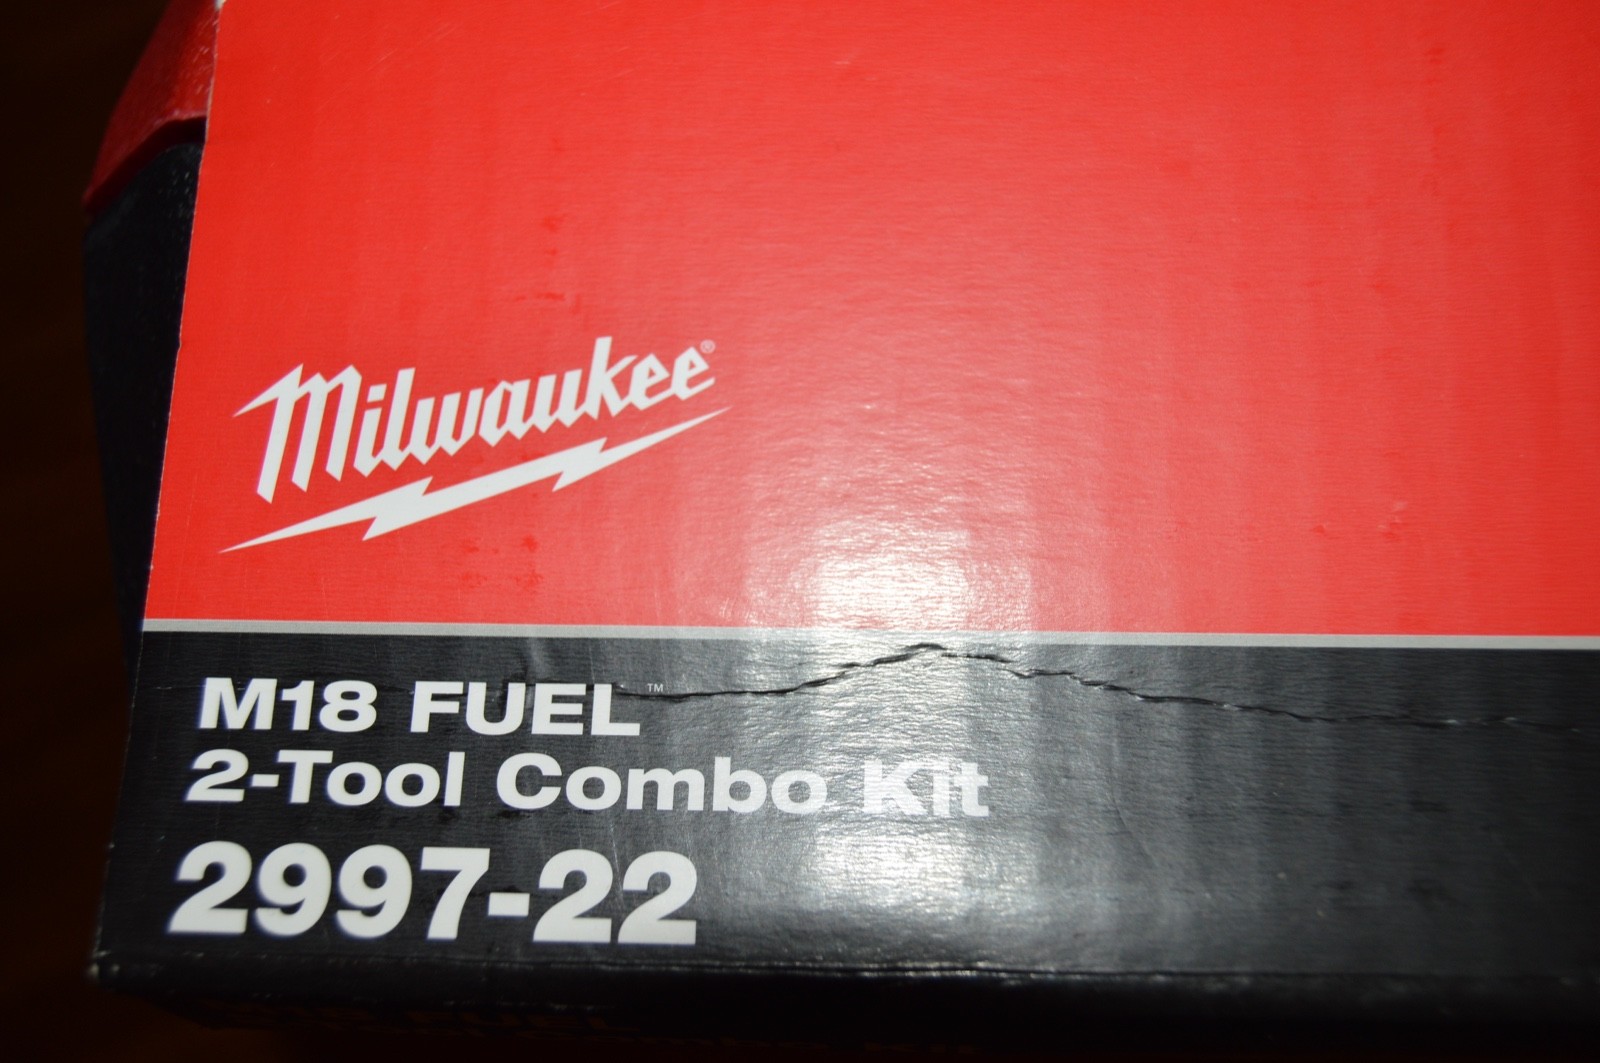 Milwaukee®
M18 FUEL™
2-Tool Combo Kit
2997-22